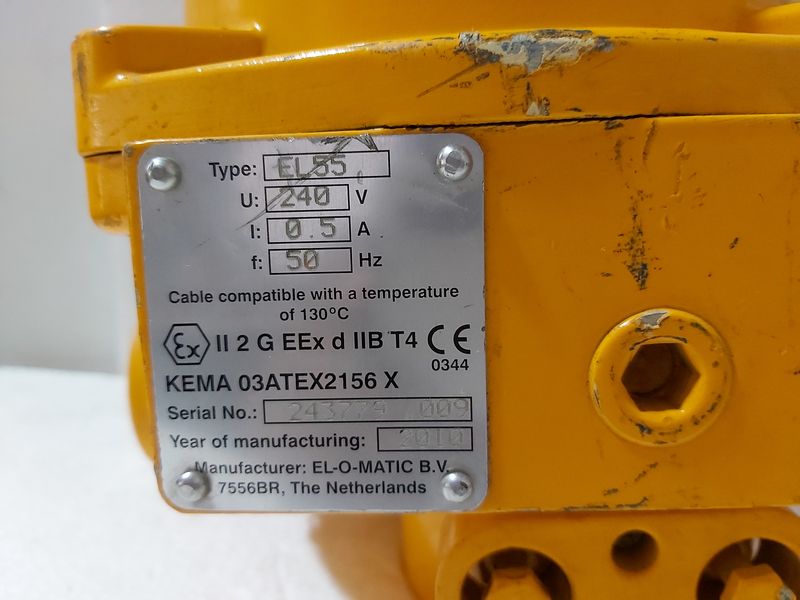 Type: EL55
U: 240 V
I: 0.5 A
f: 50 Hz
Cable compatible with a temperature
of 130°C
Ex II 2 G EEx d IIB T4 CE
0344
KEMA 03ATEX2156 X
Serial No.: 243779 009
Year of manufacturing: 2010
Manufacturer: EL-O-MATIC B.V.
7556BR, The Netherlands